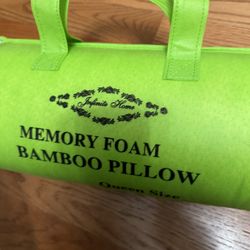 Infinite Home
MEMORY FOAM
BAMBOO PILLOW
Queen Size